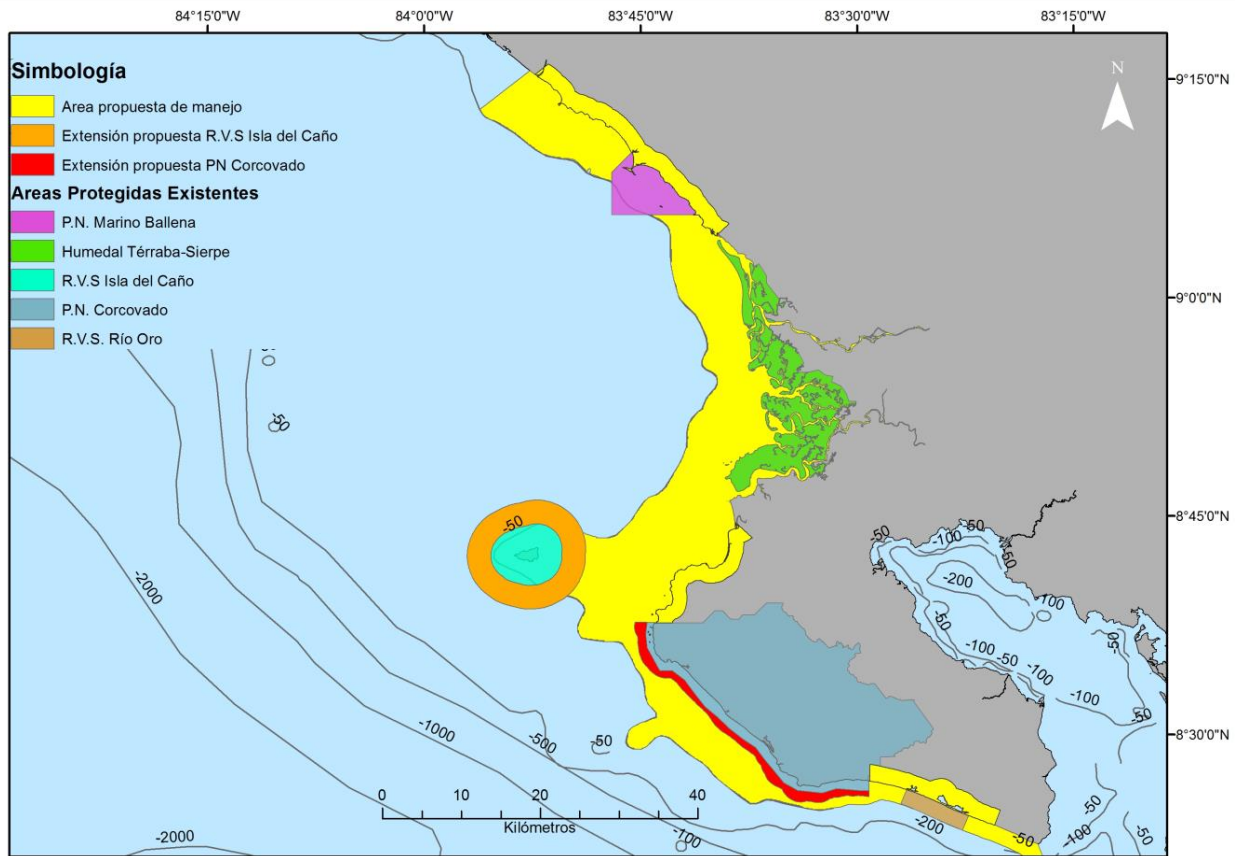 84°15'0"W 84°0'0"W 83°45'0"W 83°30'0"W 83°15'0"W
Simbología
Area propuesta de manejo
Extensión propuesta R.V.S Isla del Caño
Extensión propuesta PN Corcovado
Areas Protegidas Existentes
P.N. Marino Ballena
Humedal Térraba-Sierpe
R.V.S Isla del Caño
P.N. Corcovado
R.V.S. Río Oro
N
9°15'0"N
9°0'0"N
8°45'0"N
8°30'0"N
-50
-50
-2000
-1000
-500
-50
-100
-200
-50
-2000
-50
-50
-100
-50
-50
-200
-100
-50
-100
-50
-100
-100
-50
-50
-50
-100
-50
0 10 20 40
Kilómetros